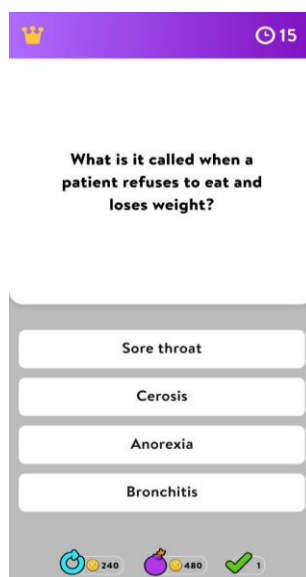 15
What is it called when a
patient refuses to eat and
loses weight?
Sore throat
Cerosis
Anorexia
Bronchitis
240 480 1